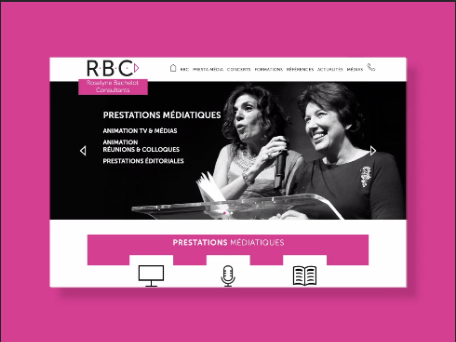 RBC
Roselyne Bachelot
Consultants
RBC PRESTA MÉDIA CONCERTS FORMATIONS RÉFÉRENCES ACTUALITÉS MÉDIAS
PRESTATIONS MÉDIATIQUES
ANIMATION TV & MÉDIAS
ANIMATION
RÉUNIONS & COLLOQUES
PRESTATIONS ÉDITORIALES
PRESTATIONS MÉDIATIQUES